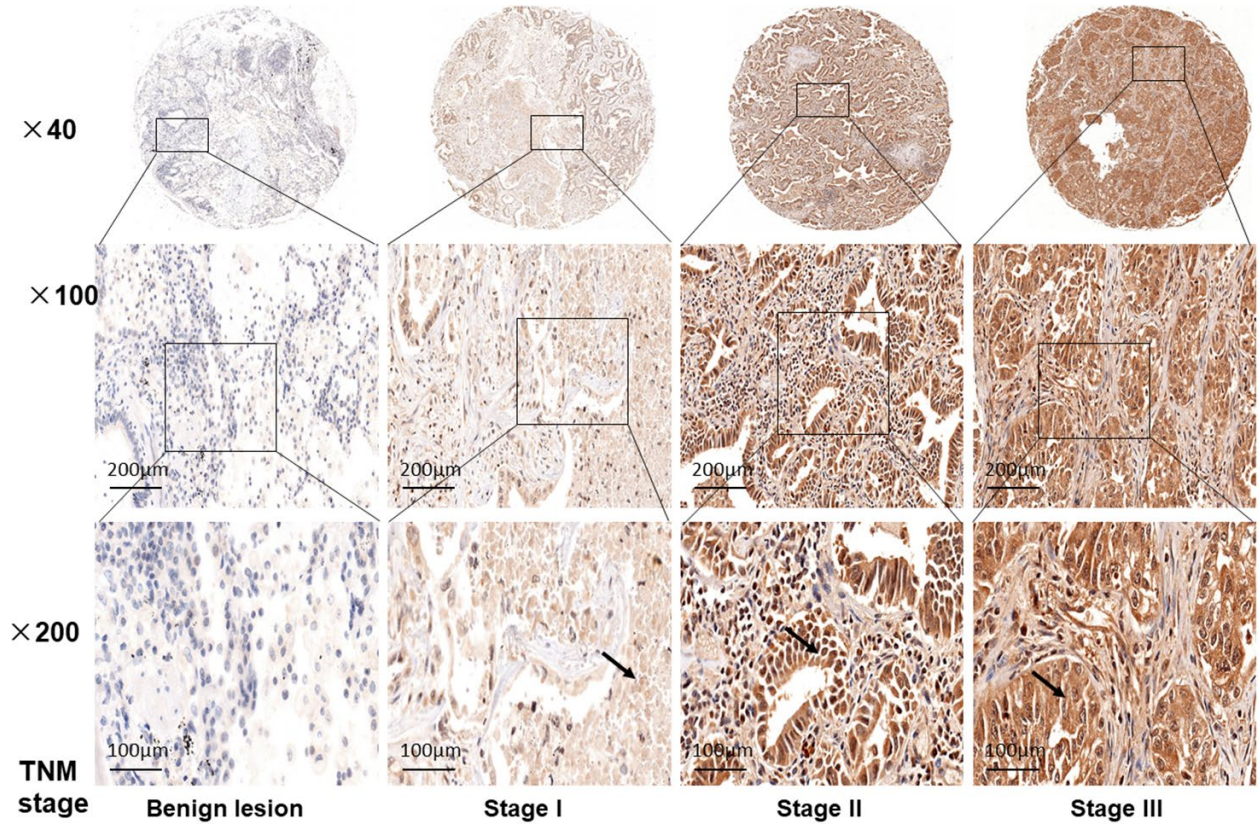 ×40
×100
200µm 200µm 200µm 200µm
×200
100µm 100µm 100µm 100µm
TNM
stage
Benign lesion Stage I Stage II Stage III